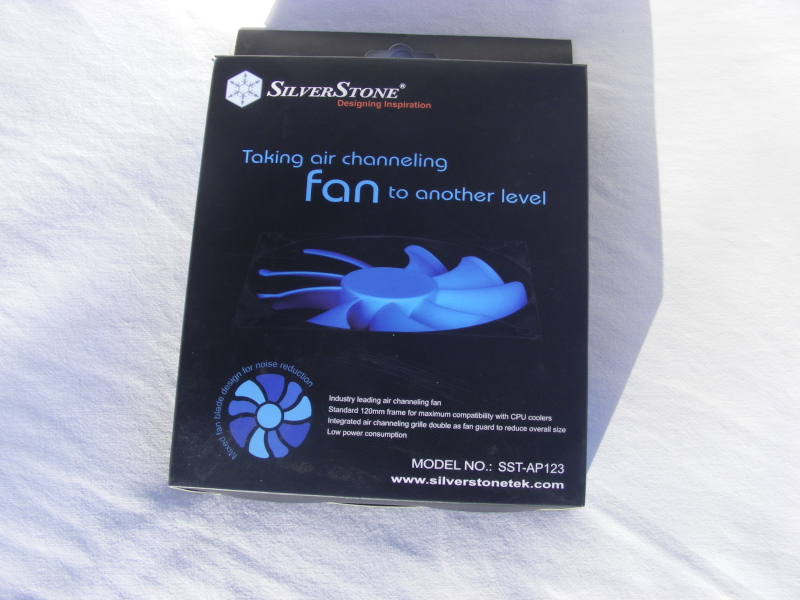 SILVERSTONE®
Designing Inspiration
Taking air channeling
fan to another level
Mixed fan blade design for noise reduction
Industry leading air channeling fan
Standard 120mm frame for maximum compatibility with CPU coolers
Integrated air channeling grille double as fan guard to reduce overall size
Low power consumption
MODEL NO.: SST-AP123
www.silverstonetek.com